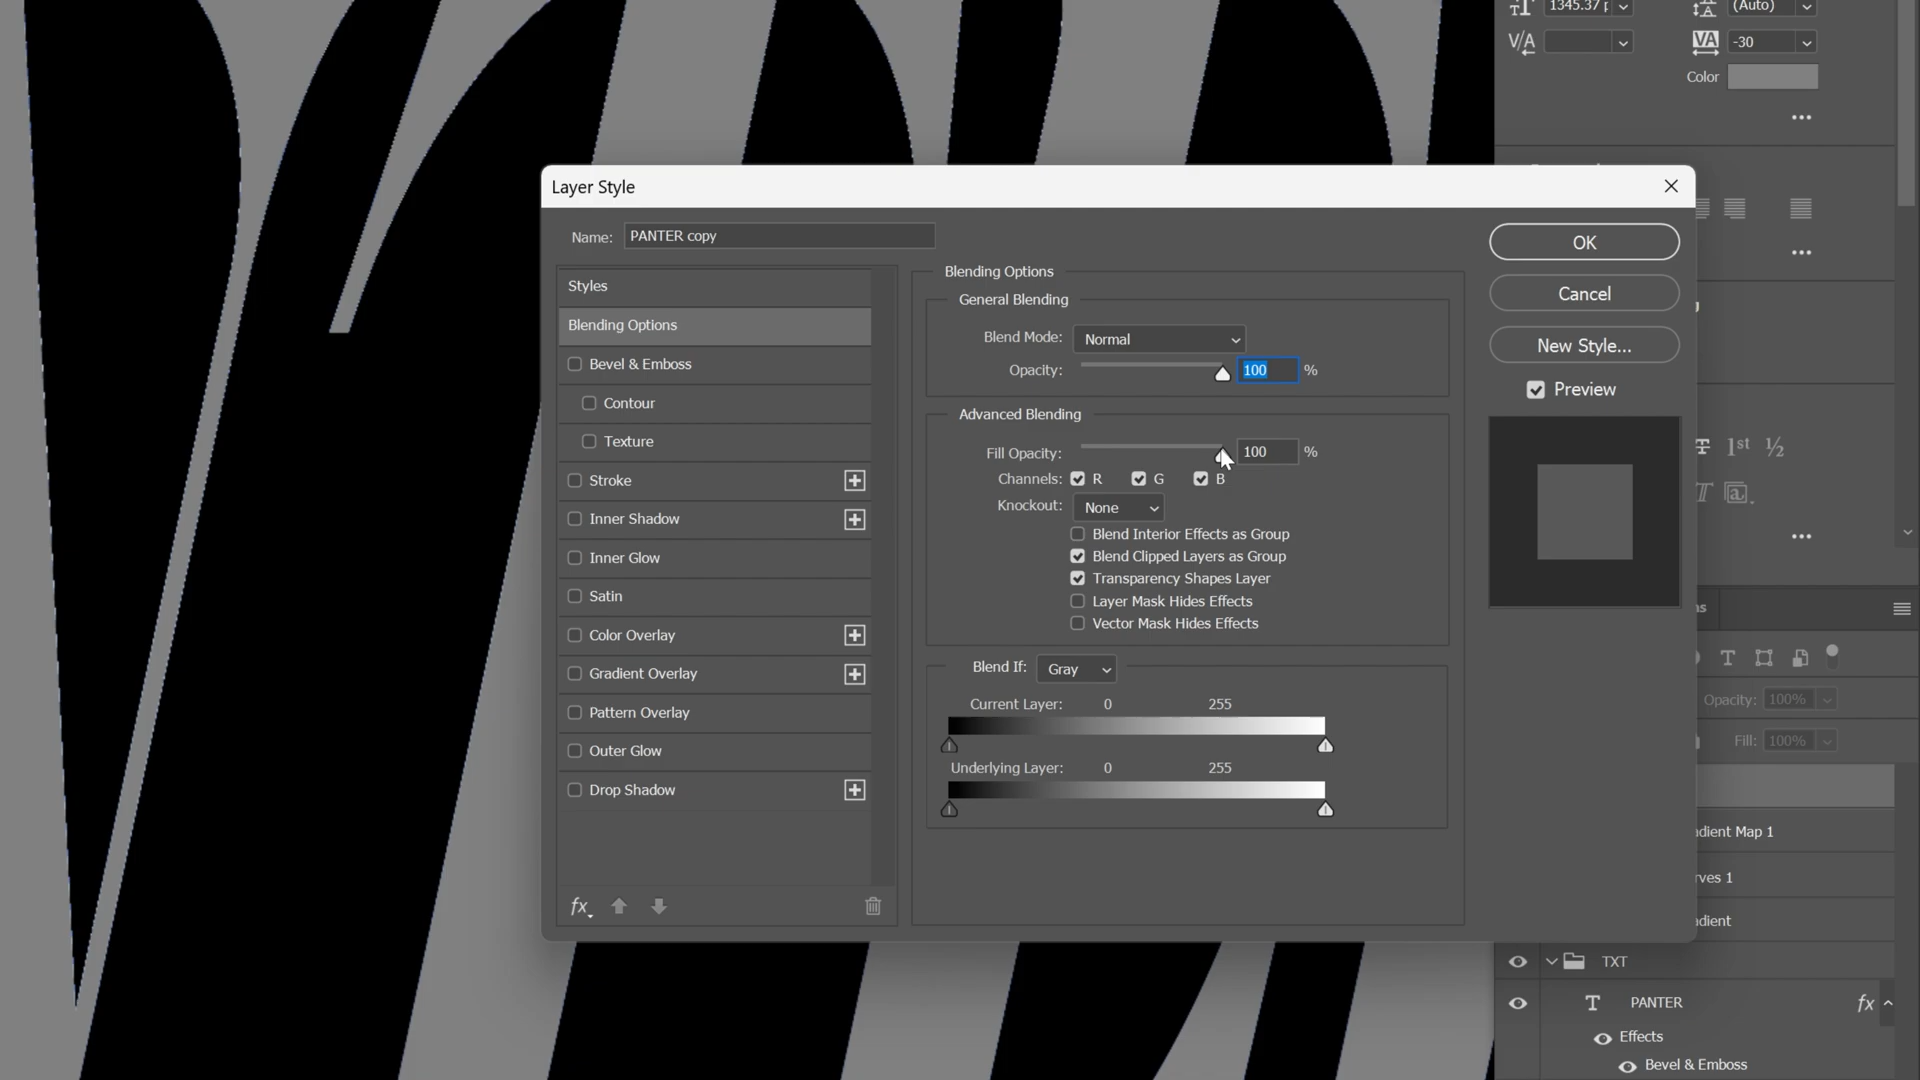 1345.37 p
(Auto)
V/A
VA
-30
Color
Layer Style
Name:
PANTER copy
OK
Cancel
New Style...
Preview
Styles
Blending Options
Bevel & Emboss
Contour
Texture
Stroke
Inner Shadow
Inner Glow
Satin
Color Overlay
Gradient Overlay
Pattern Overlay
Outer Glow
Drop Shadow
fx
Blending Options
General Blending
Blend Mode:
Normal
Opacity:
100
%
Advanced Blending
Fill Opacity:
100
%
Channels:
R
G
B
Knockout:
None
Blend Interior Effects as Group
Blend Clipped Layers as Group
Transparency Shapes Layer
Layer Mask Hides Effects
Vector Mask Hides Effects
Blend If:
Gray
Current Layer:
0
255
Underlying Layer:
0
255
1st
½
Opacity:
100%
Fill:
100%
adient Map 1
rves 1
adient
TXT
PANTER
fx
Effects
Bevel & Emboss